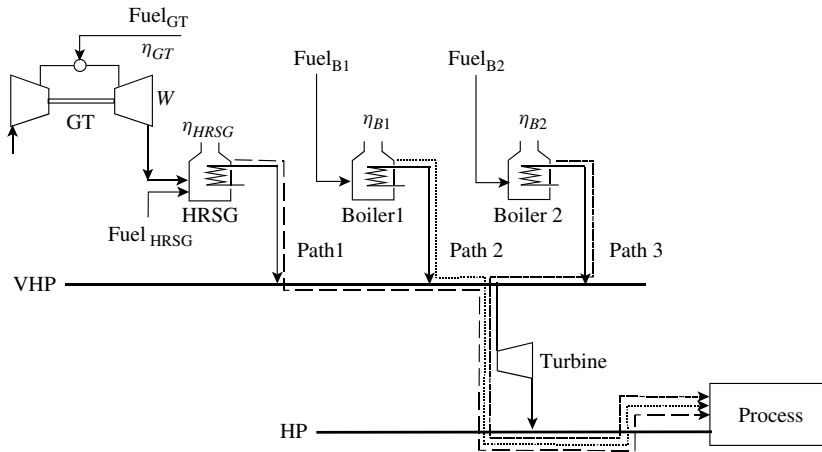 Fuel_GT
η_GT
Fuel_B1
Fuel_B2
W
GT
η_HRSG
η_B1
η_B2
HRSG
Boiler1
Boiler 2
Fuel _HRSG
Path1
Path 2
Path 3
VHP
Turbine
Process
HP